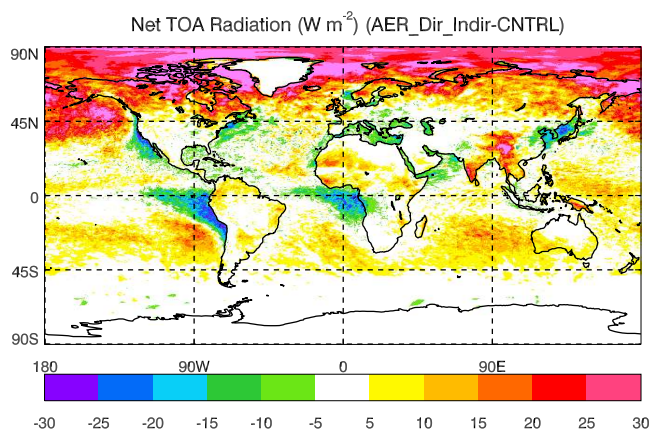 Net TOA Radiation (W m⁻²) (AER_Dir_Indir-CNTRL)
90N
45N
0
45S
90S
180 90W 0 90E
-30 -25 -20 -15 -10 -5 5 10 15 20 25 30